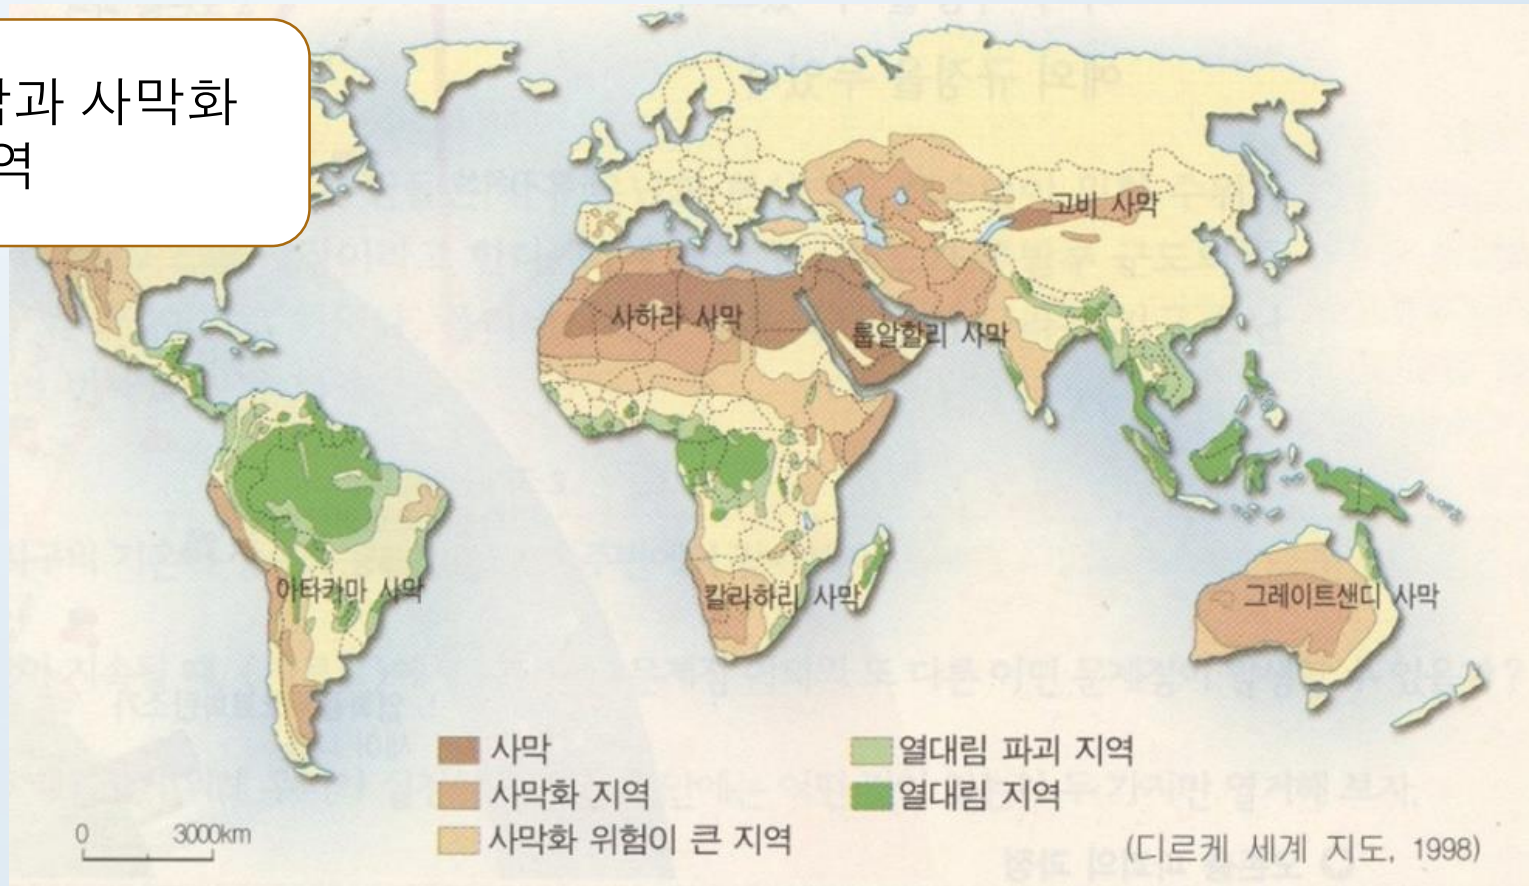 과 사막화
역
고비 사막
사하라 사막
룹알할리 사막
아타카마 사막
칼라하리 사막
그레이트샌디 사막
사막
사막화 지역
사막화 위험이 큰 지역
열대림 파괴 지역
열대림 지역
0 3000km
(디르케 세계 지도, 1998)